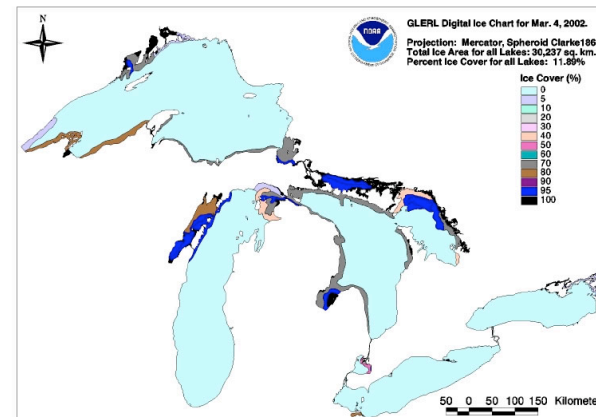 NOAA
GLERL Digital Ice Chart for Mar. 4, 2002.
Projection: Mercator, Spheroid Clarke186
Total Ice Area for all Lakes: 30,237 sq. km.
Percent Ice Cover for all Lakes: 11.89%
Ice Cover (%)
0
5
10
20
30
40
50
60
70
80
90
95
100
N
50 0 50 100 150 Kilomete